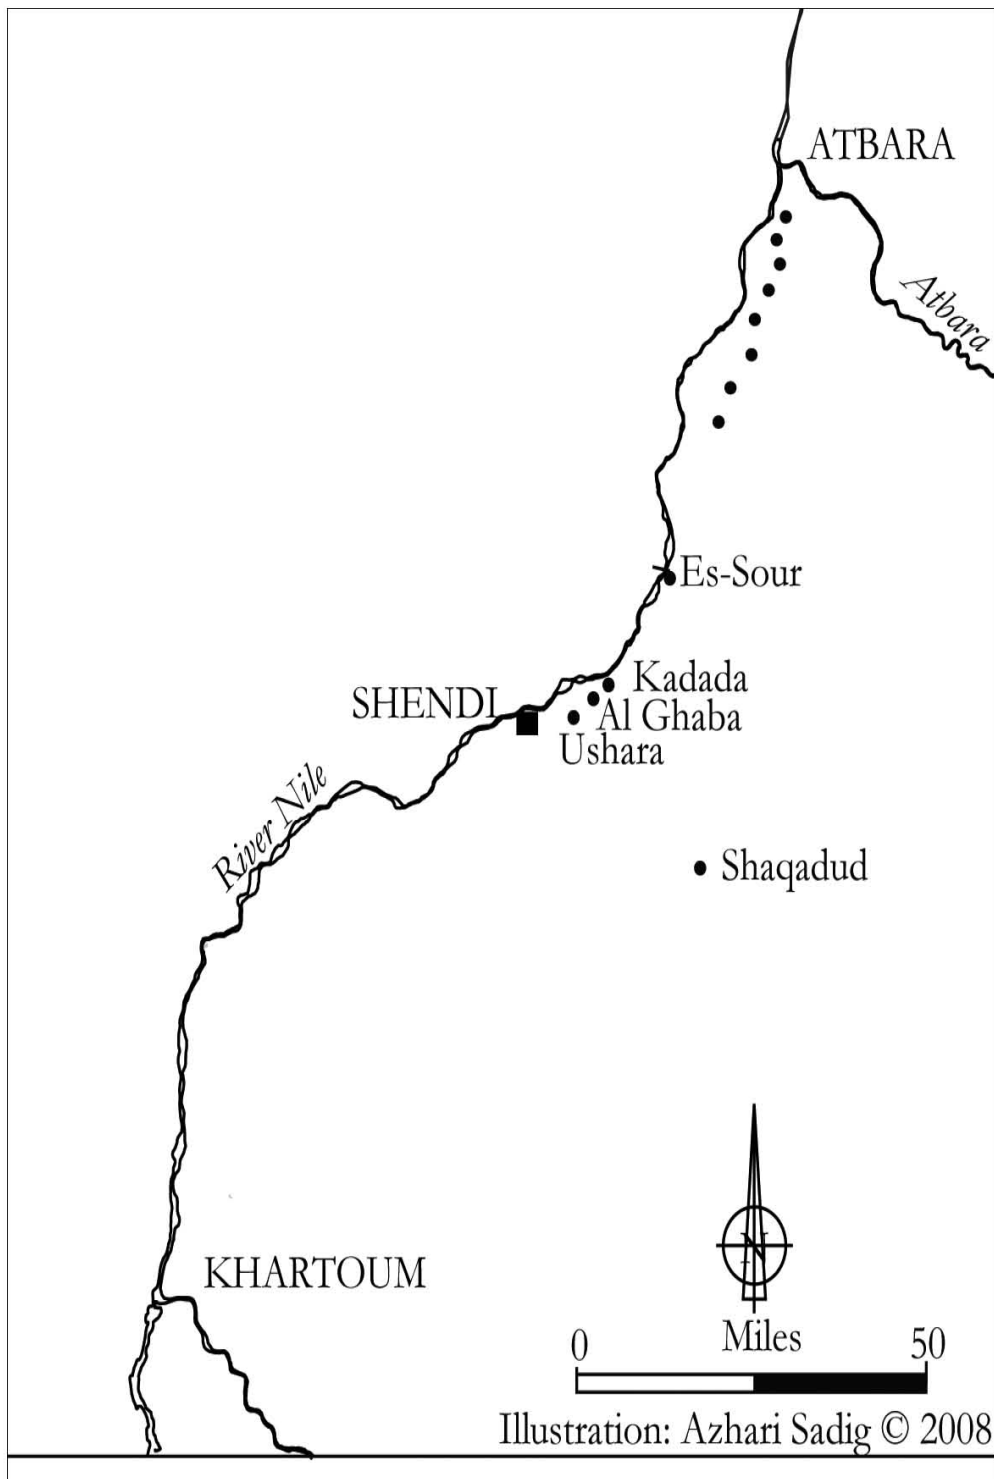 ATBARA
Atbara
Es-Sour
Kadada
SHENDI
Al Ghaba
Ushara
River Nile
Shaqadud
KHARTOUM
N
Miles
0 50
Illustration: Azhari Sadig © 2008